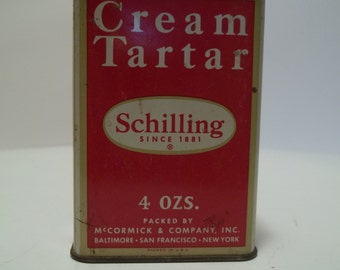 Cream
Tartar
Schilling
SINCE 1881
®
4 OZS.
PACKED BY
McCORMICK & COMPANY, INC.
BALTIMORE · SAN FRANCISCO · NEW YORK